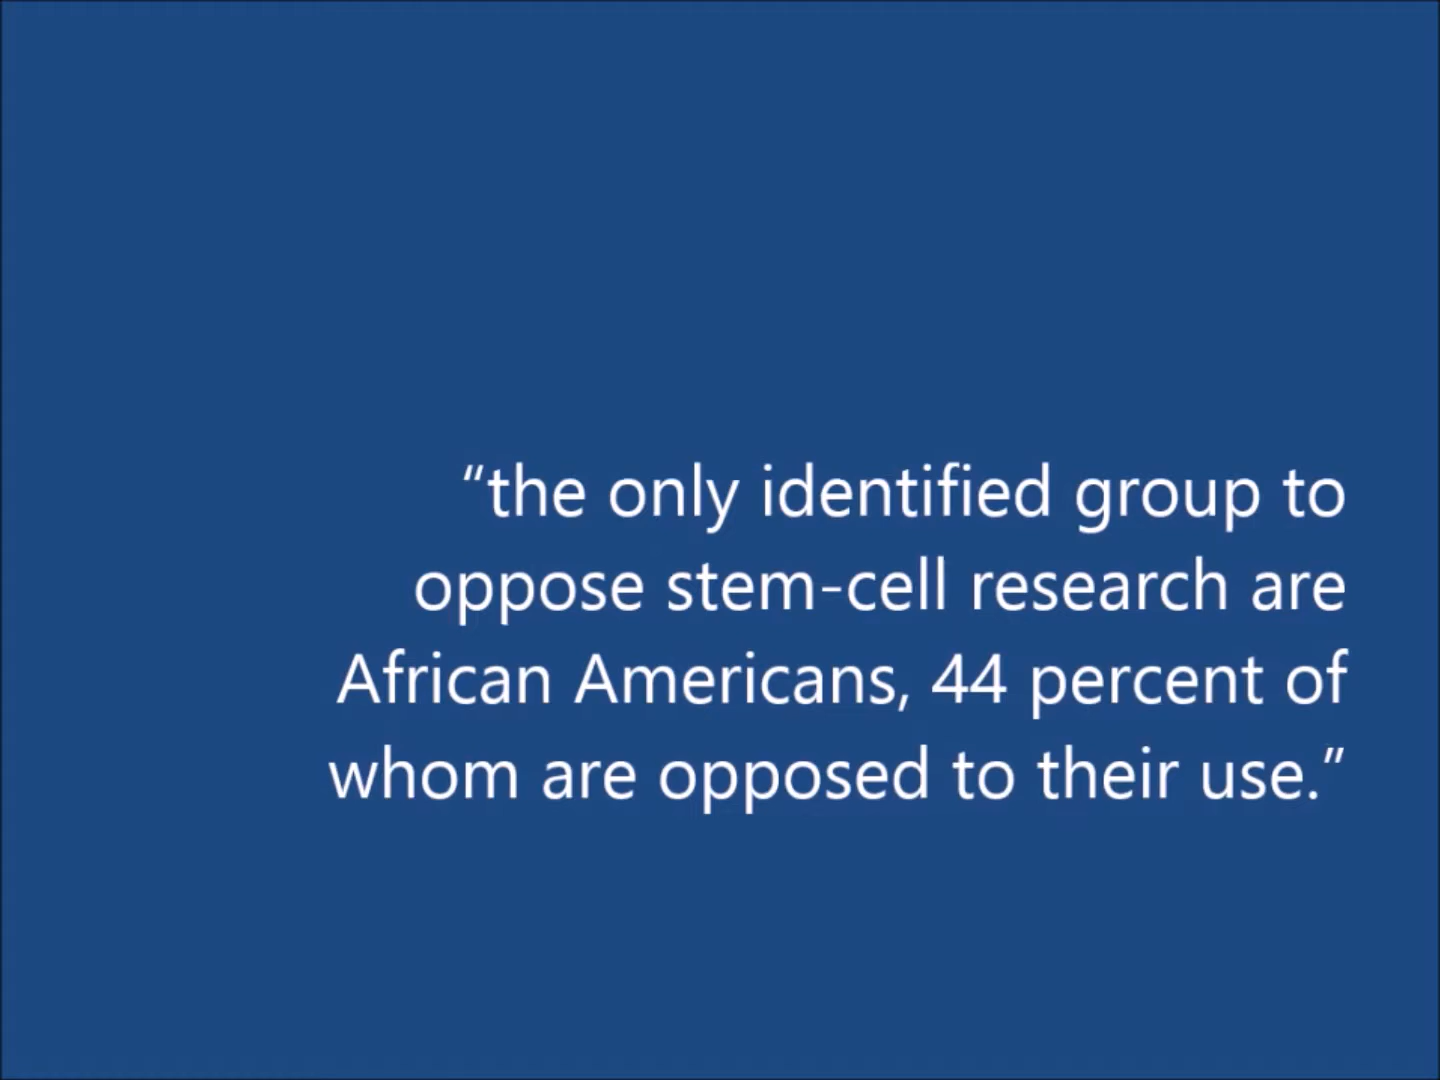 “the only identified group to
oppose stem-cell research are
African Americans, 44 percent of
whom are opposed to their use.”